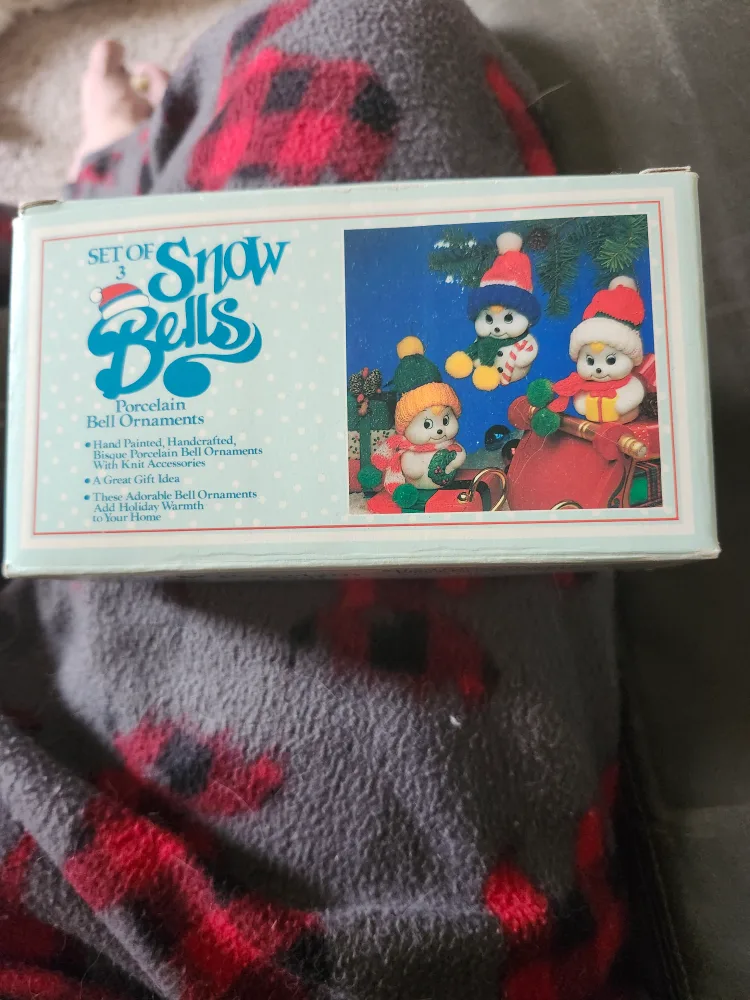 SET OF
3
Snow
Bells
Porcelain
Bell Ornaments
• Hand Painted, Handcrafted,
Bisque Porcelain Bell Ornaments
With Knit Accessories
• A Great Gift Idea
• These Adorable Bell Ornaments
Add Holiday Warmth
to Your Home